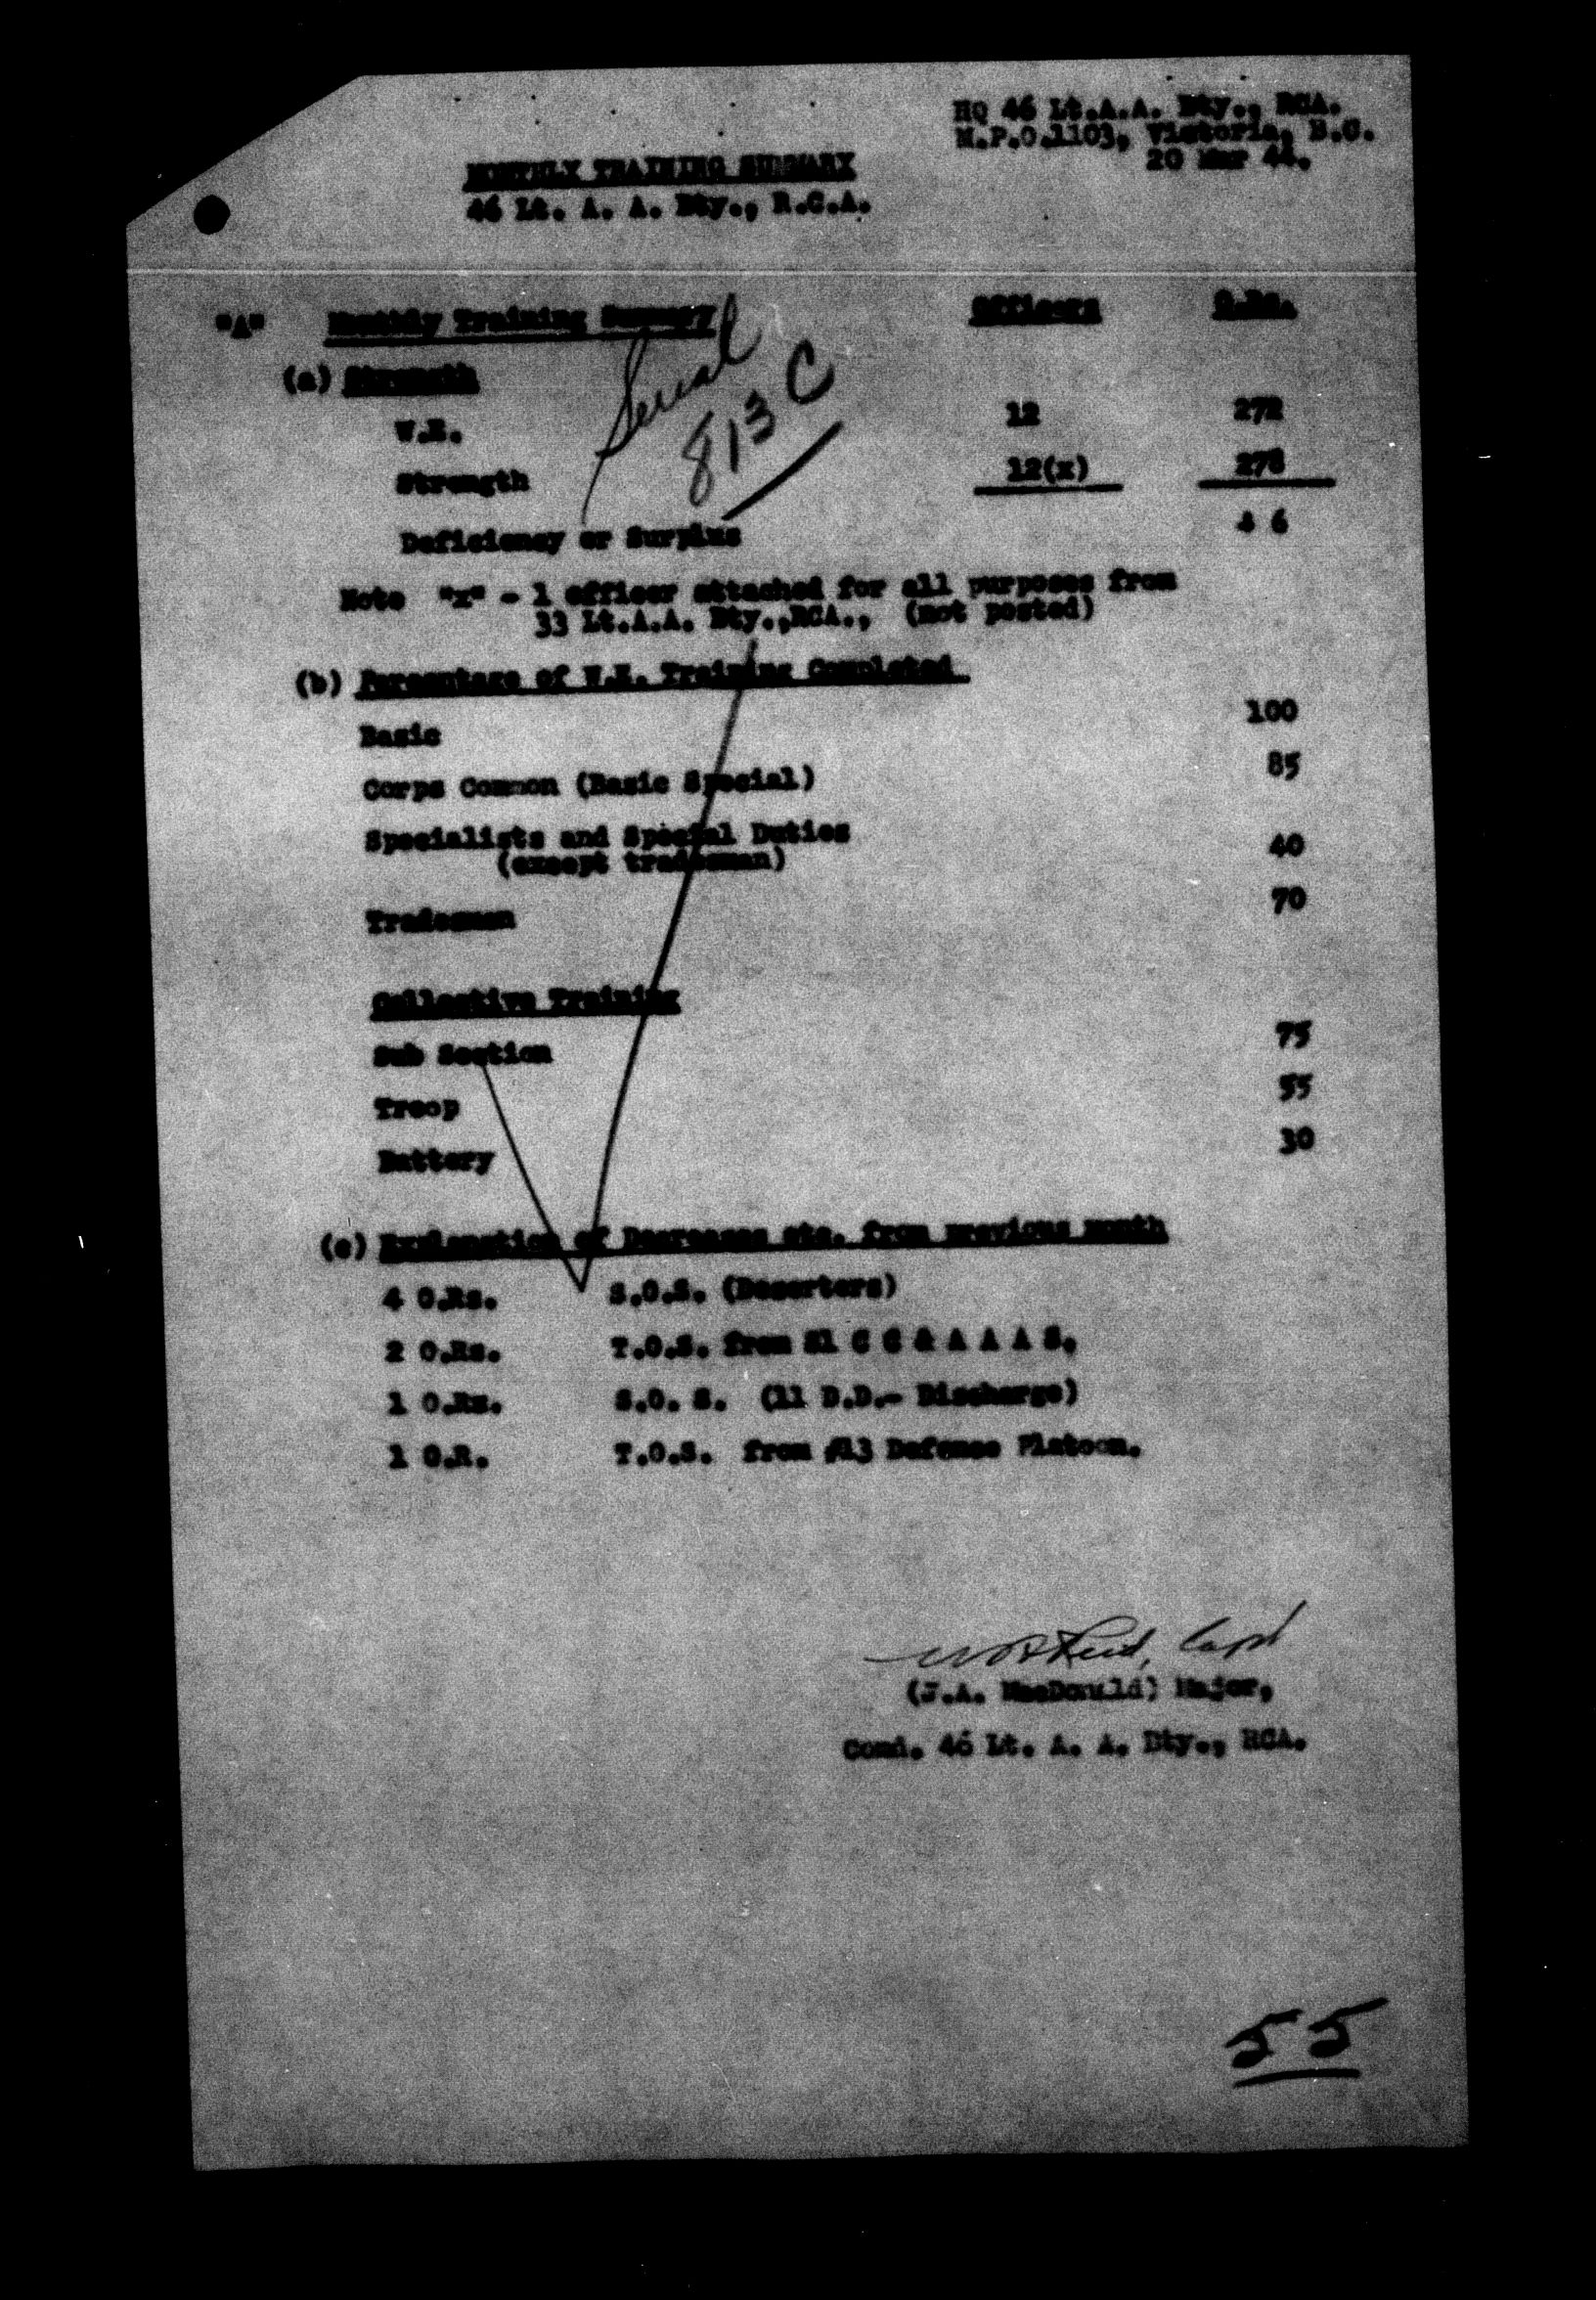 HQ 46 Lt.A.A. Bty., RCA.
M.P.O.1103, Victoria, B.C.
20 Mar 44.
MONTHLY TRAINING SUMMARY
46 Lt. A. A. Bty., R.C.A.
"A" Monthly Training Summary Officers O.Rs.
(a) Strength
Serial
813 C
W.E. 12 272
Strength 12(x) 278
Deficiency or Surplus 6
Note "x" - 1 officer attached for all purposes from
33 Lt.A.A. Bty.,RCA., (not posted)
(b) Percentage of W.E. Training Completed
Basic 100
Corps Common (Basic Special) 85
Specialists and Special Duties
(except tradesman) 40
Tradesmen 70
Collective Training
Sub Section 75
Troop 55
Battery 30
(c) Explanation of Decreases etc. from previous month
4 O.Rs. S.O.S. (Deserters)
2 O.Rs. T.O.S. from C C & A A A S.
1 O.Rs. S.O. S. (11 D.D.- Discharge)
1 O.R. T.O.S. from #13 Defense Platoon.
Capt
(J.A. MacDonald) Major,
Comd. 46 Lt. A. A. Bty., RCA.
55